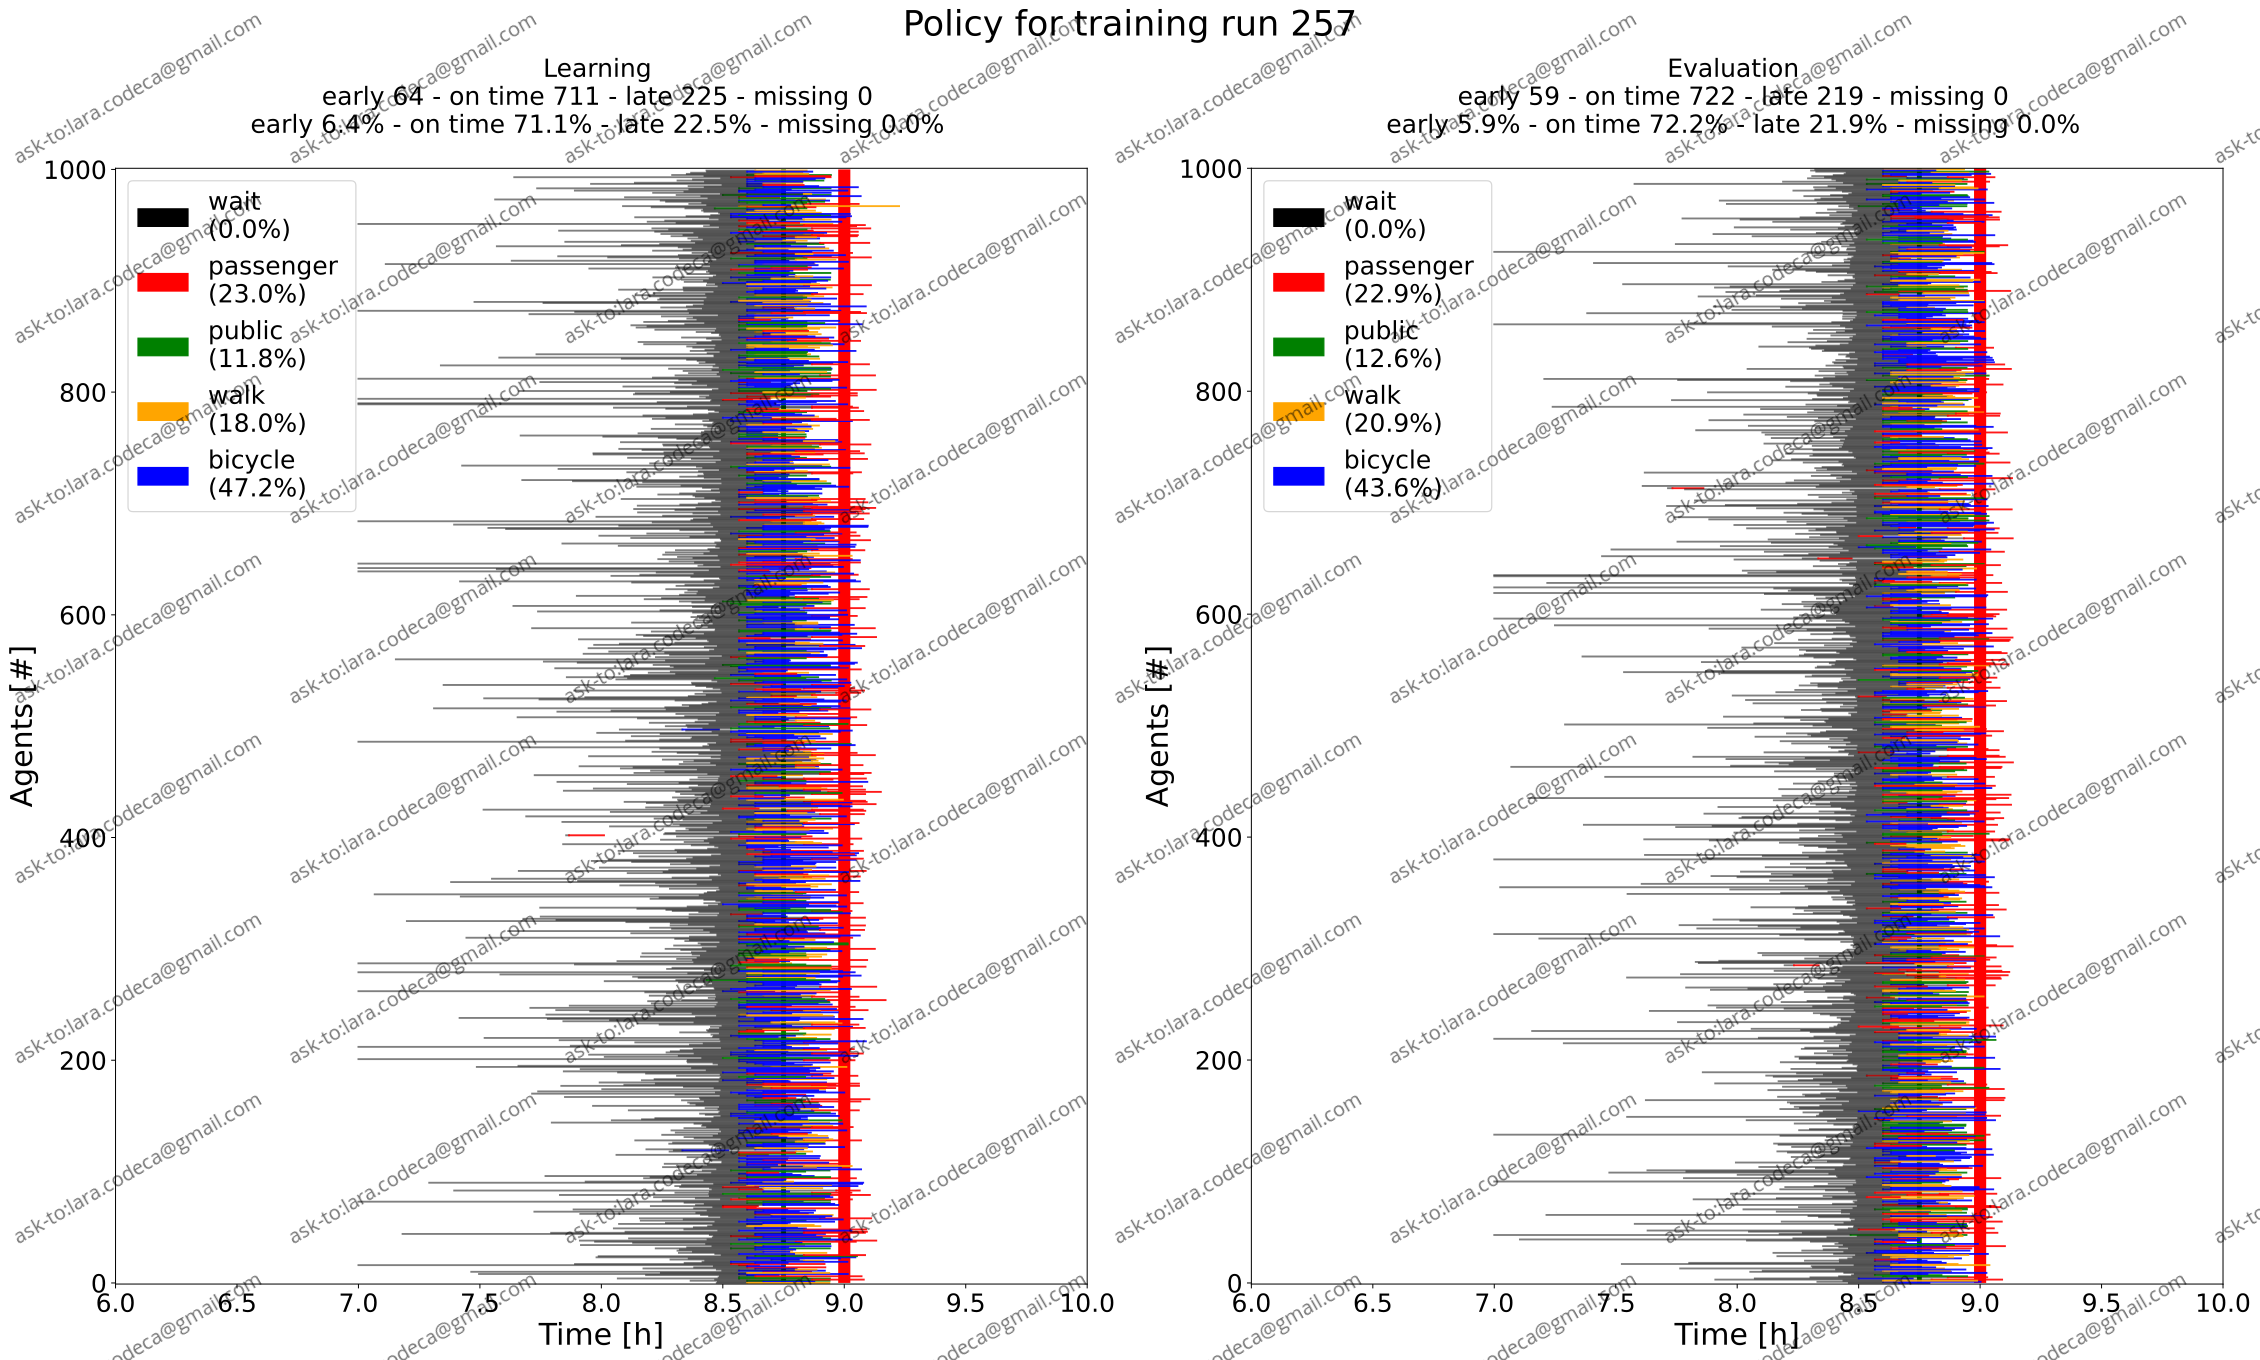 Policy for training run 257
Learning
early 64 - on time 711 - late 225 - missing 0
early 6.4% - on time 71.1% - late 22.5% - missing 0.0%
1000
800
600
400
200
0
Agents [#]
wait
(0.0%)
passenger
(23.0%)
public
(11.8%)
walk
(18.0%)
bicycle
(47.2%)
6.0 6.5 7.0 7.5 8.0 8.5 9.0 9.5 10.0
Time [h]
Evaluation
early 59 - on time 722 - late 219 - missing 0
early 5.9% - on time 72.2% - late 21.9% - missing 0.0%
1000
800
600
400
200
0
Agents [#]
wait
(0.0%)
passenger
(22.9%)
public
(12.6%)
walk
(20.9%)
bicycle
(43.6%)
6.0 6.5 7.0 7.5 8.0 8.5 9.0 9.5 10.0
Time [h]
ask-to:lara.codeca@gmail.com